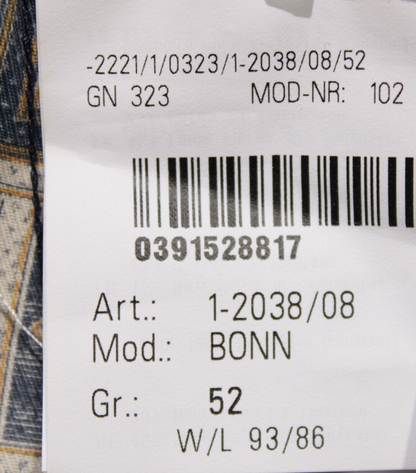 -2221/1/0323/1-2038/08/52
GN 323 MOD-NR: 102
0391528817
Art.: 1-2038/08
Mod.: BONN
Gr.: 52
W/L 93/86